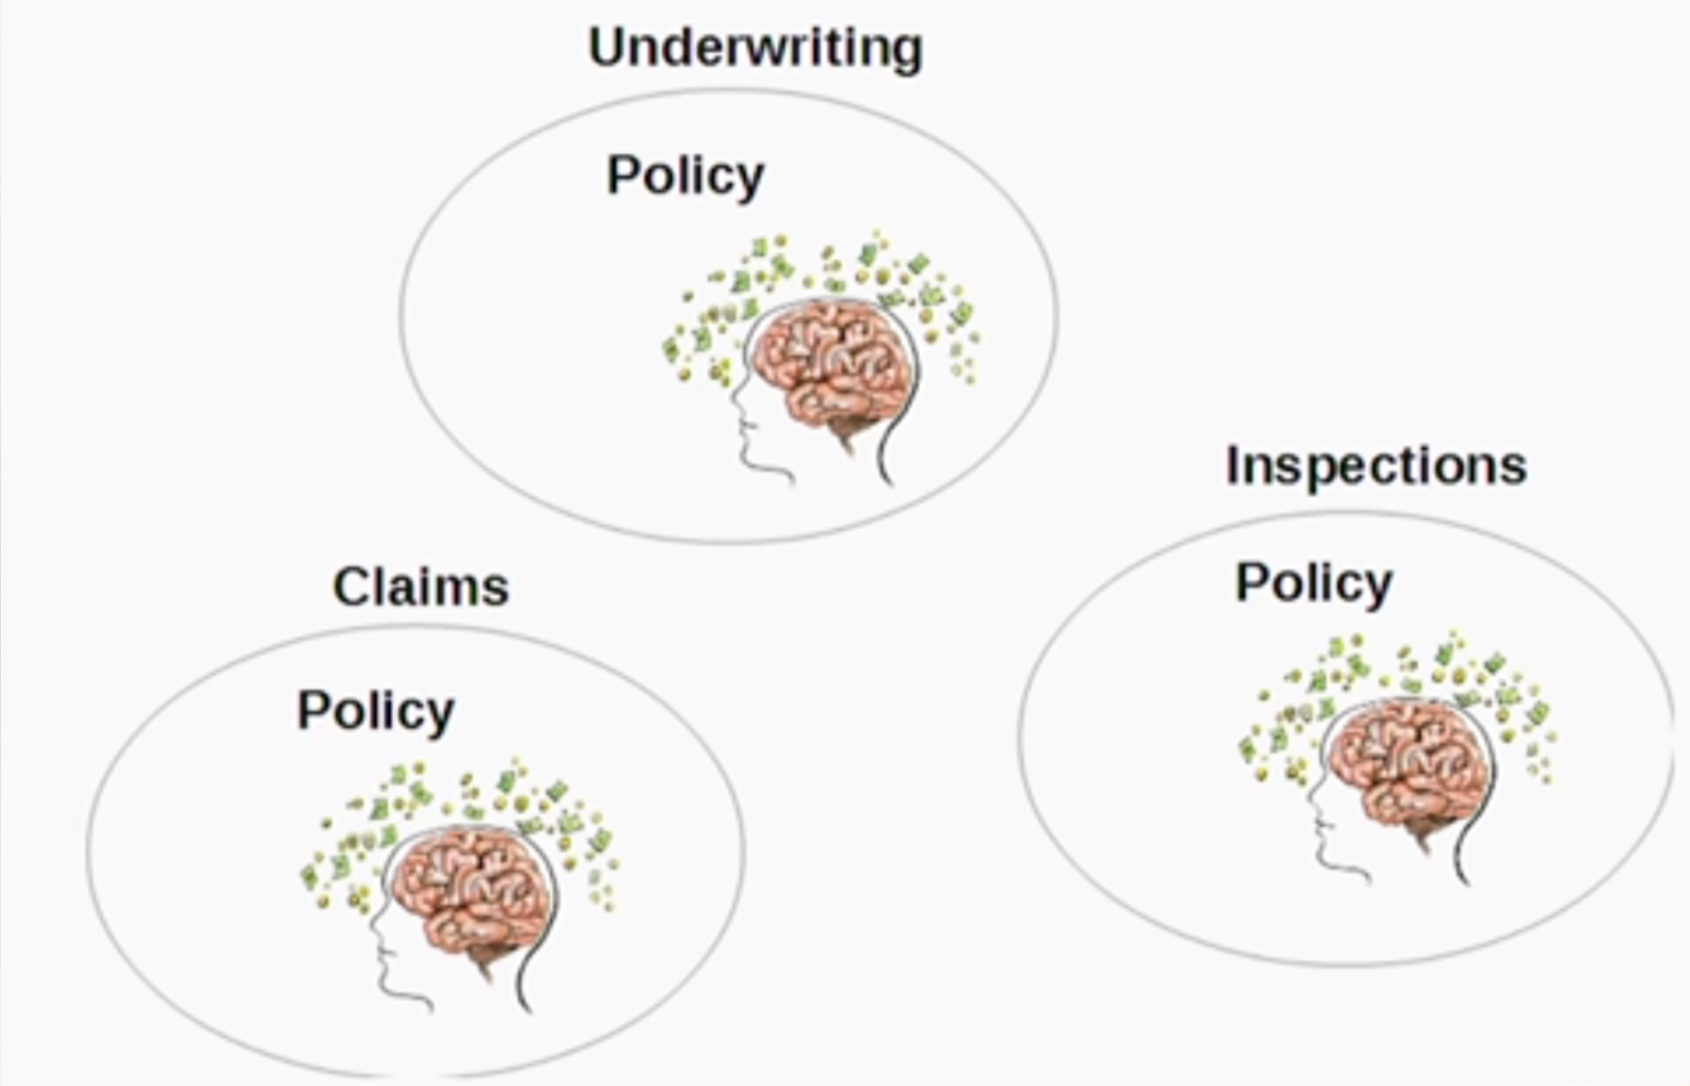 Underwriting
Policy
Inspections
Policy
Claims
Policy